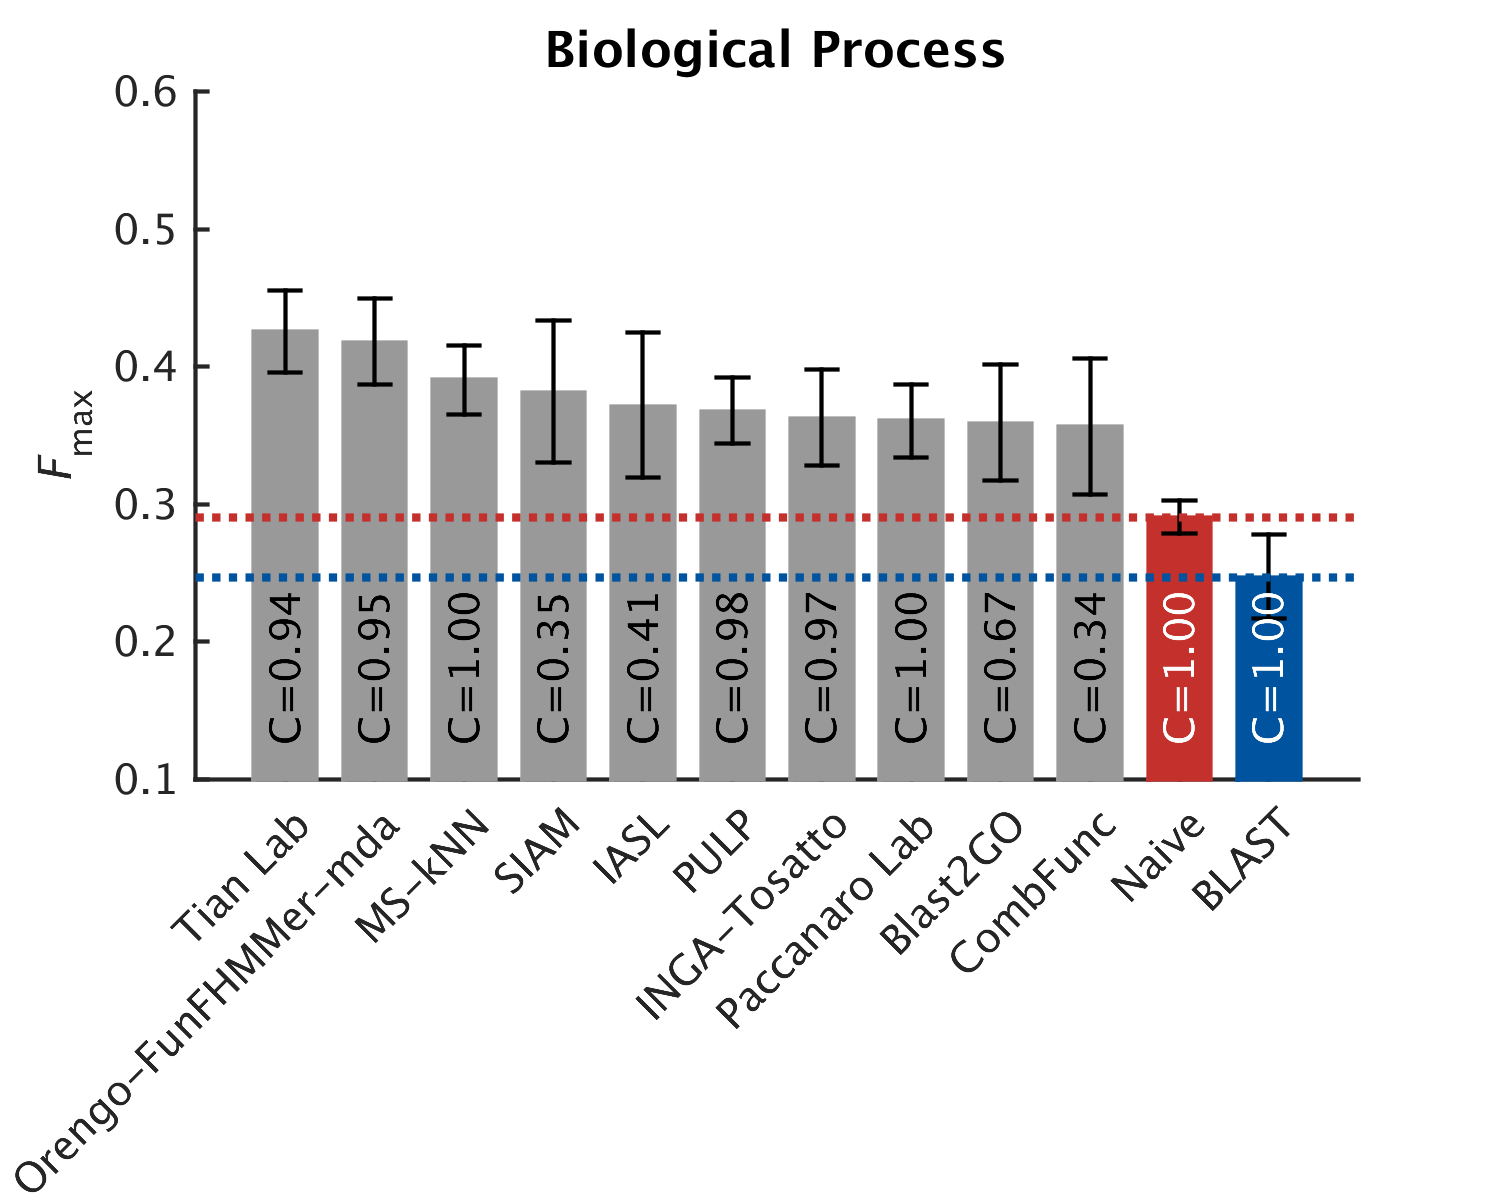 Biological Process
0.6
0.5
0.4
0.3
0.2
0.1
Fmax
C=0.94
C=0.95
C=1.00
C=0.35
C=0.41
C=0.98
C=0.97
C=1.00
C=0.67
C=0.34
C=1.00
C=1.00
Tian Lab
Orengo-FunFHMMer-mda
MS-kNN
SIAM
IASL
PULP
INGA-Tosatto
Paccanaro Lab
Blast2GO
CombFunc
Naive
BLAST